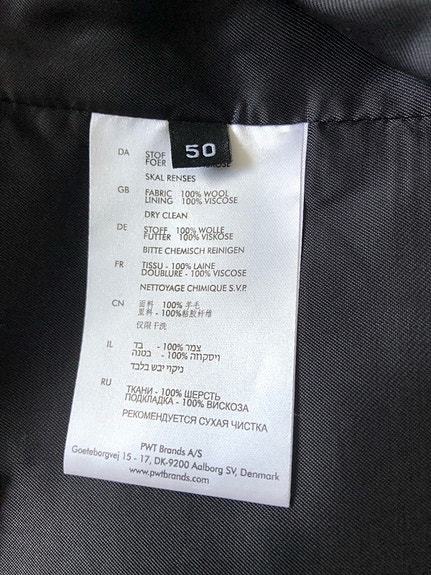 50
DA STOF
FOER
SKAL RENSES
GB FABRIC 100% WOOL
LINING 100% VISCOSE
DRY CLEAN
DE STOFF 100% WOLLE
FUTTER 100% VISKOSE
BITTE CHEMISCH REINIGEN
FR TISSU - 100% LAINE
DOUBLURE - 100% VISCOSE
NETTOYAGE CHIMIQUE S.V.P.
CN 面料 100% 羊毛
里料 - 100%粘胶纤维
仅限干洗
IL צמר 100% - בד
ויסקוזה 100% - בטנה
ניקוי יבש בלבד
RU ТКАНИ - 100% ШЕРСТЬ
ПОДКЛАДКА - 100% ВИСКОЗА
РЕКОМЕНДУЕТСЯ СУХАЯ ЧИСТКА
PWT Brands A/S
Goeteborgvej 15 - 17, DK-9200 Aalborg SV, Denmark
www.pwtbrands.com